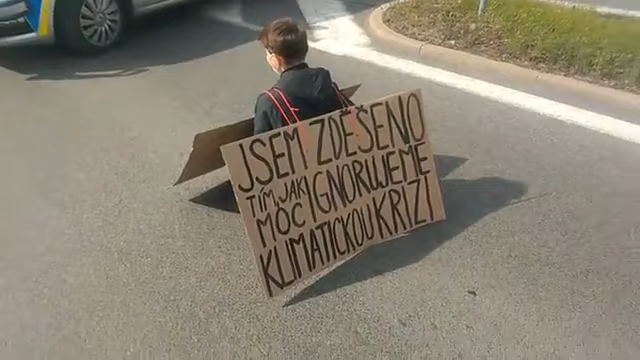 JSEM ZDĚŠENO
TÍM, JAK
MOC IGNORUJEME
KLIMATICKOU KRIZI